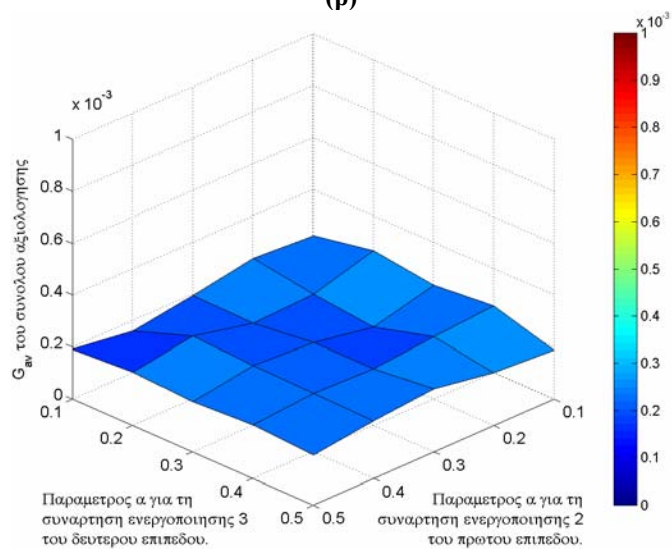 (p)
x 10⁻³
x 10⁻³
1
0.8
0.6
0.4
0.2
0
G_av του συνολου αξιολογησης
0.1
0.2
0.3
0.4
0.5
Παραμετρος α για τη
συναρτηση ενεργοποιησης 3
του δευτερου επιπεδου.
0.5
0.4
0.3
0.2
0.1
Παραμετρος α για τη
συναρτηση ενεργοποιησης 2
του πρωτου επιπεδου.
1
0.9
0.8
0.7
0.6
0.5
0.4
0.3
0.2
0.1
0